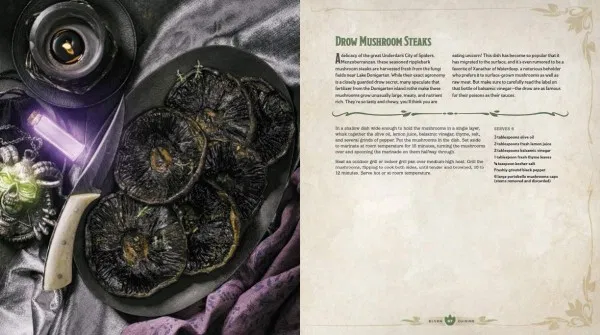 DROW MUSHROOM STEAKS
A delicacy of the great Underdark City of Spiders,
Menzoberranzan, these seasoned ripplebark
mushroom steaks are harvested fresh from the fungi
fields near Lake Donigarten. While their exact agronomy
is a closely guarded drow secret, many speculate that
fertilizer from the Donigarten island rothé make these
mushrooms grow unusually large, meaty, and nutrient
rich. They're so tasty and chewy, you'll think you are
eating unicorn! This dish has become so popular that it
has migrated to the surface, and it's even rumored to be a
favorite of Xanathar of Waterdeep, a notorious beholder
who prefers it to surface-grown mushrooms as well as
raw meat. But make sure to carefully read the label on
that bottle of balsamic vinegar—the drow are as famous
for their poisons as their saucer.
In a shallow dish wide enough to hold the mushrooms in a single layer,
whisk together the olive oil, lemon juice, balsamic vinegar, thyme, salt,
and several grinds of pepper. Put the mushrooms in the dish. Set aside
to marinate at room temperature for 15 minutes, turning the mushrooms
over and spooning the marinade on them halfway through.
Heat an outdoor grill or indoor grill pan over medium-high heat. Grill the
mushrooms, flipping to cook both sides, until tender and browned, 10 to
12 minutes. Serve hot or at room temperature.
SERVES 6
2 tablespoons olive oil
2 tablespoons fresh lemon juice
2 tablespoons balsamic vinegar
1 tablespoon fresh thyme leaves
kosher salt
Freshly ground black pepper
6 large portobello mushroom caps
(stems removed and discarded)
ELVEN
CUISINE